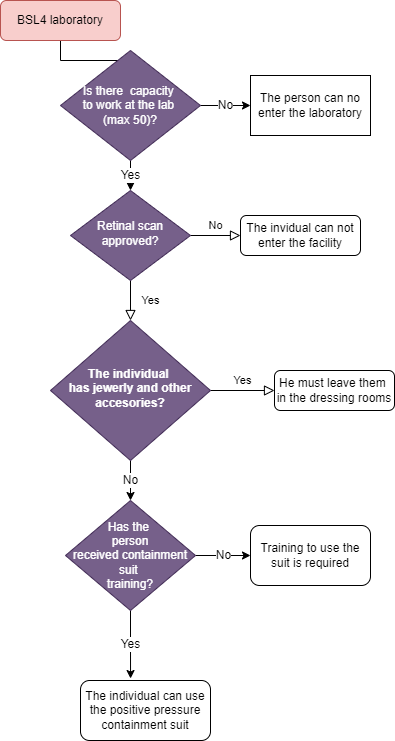 BSL4 laboratory
Is there capacity
to work at the lab
(max 50)?
No
The person can no
enter the laboratory
Yes
Retinal scan
approved?
No
The invidual can not
enter the facility
Yes
The individual
has jewerly and other
accesories?
Yes
He must leave them
in the dressing rooms
No
Has the
person
received containment
suit
training?
No
Training to use the
suit is required
Yes
The individual can use
the positive pressure
containment suit